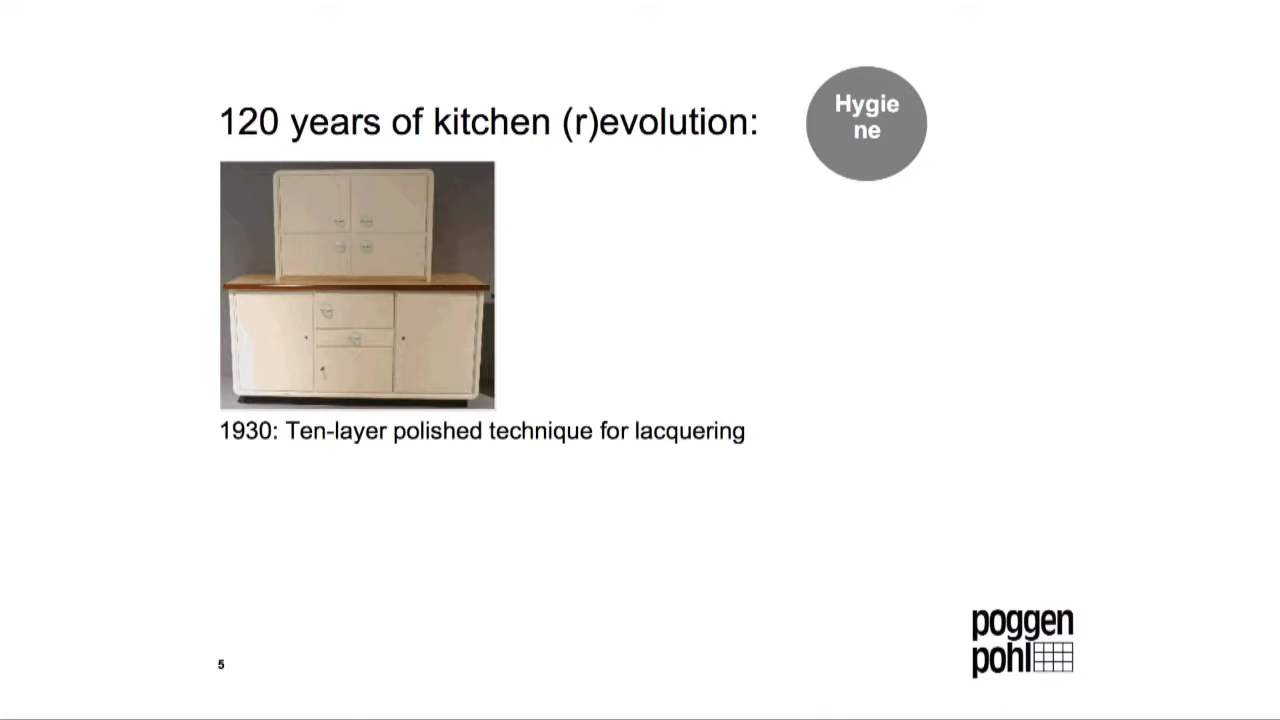 120 years of kitchen (r)evolution:
Hygie
ne
1930: Ten-layer polished technique for lacquering
5
poggen
pohl